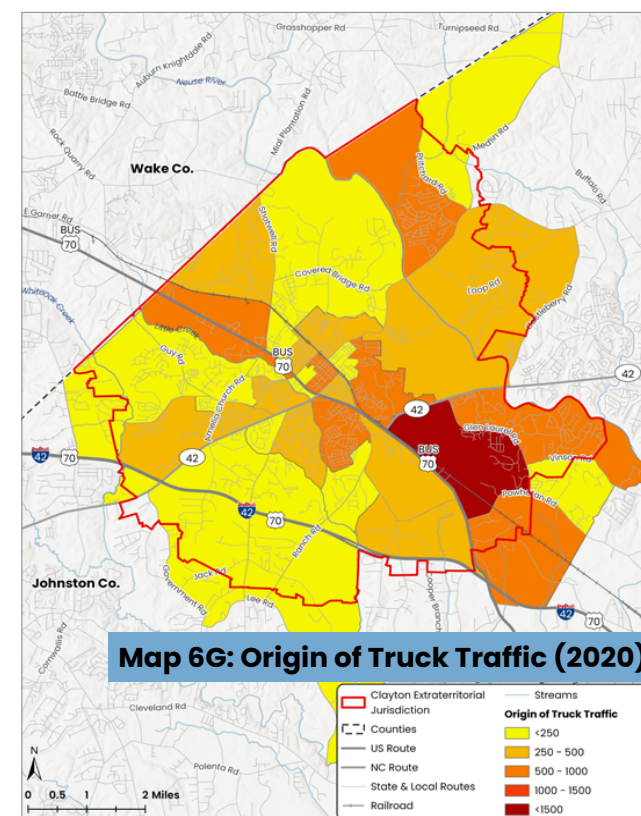 Grasshopper Rd
Turnipseed Rd
Auburn Knightdale Rd
Neuse River
Battle Bridge Rd
Mial Plantation Rd
Rock Quarry Rd
Medlin Rd
Pritchard Rd
Wake Co.
Buffalo Rd
E Garner Rd
BUS
70
Shotwell Rd
Covered Bridge Rd
Loop Rd
Castleberry Rd
Whiteoak Creek
Little Creek
Guy Rd
BUS
70
42
Amelia Church Rd
42
Glen Laurel Rd
BUS
70
42
70
42
Vinson Rd
Powhatan Rd
42
70
Ranch Rd
Johnston Co.
Jack Rd
Government Rd
Lee Rd
Cooper Branch
42
70
Cornwallis Rd
Map 6G: Origin of Truck Traffic (2020)
Cleveland Rd
Polenta Rd
N
0 0.5 1 2 Miles
Clayton Extraterritorial
Jurisdiction
Counties
US Route
NC Route
State & Local Routes
Railroad
Streams
Origin of Truck Traffic
<250
250 - 500
500 - 1000
1000 - 1500
<1500